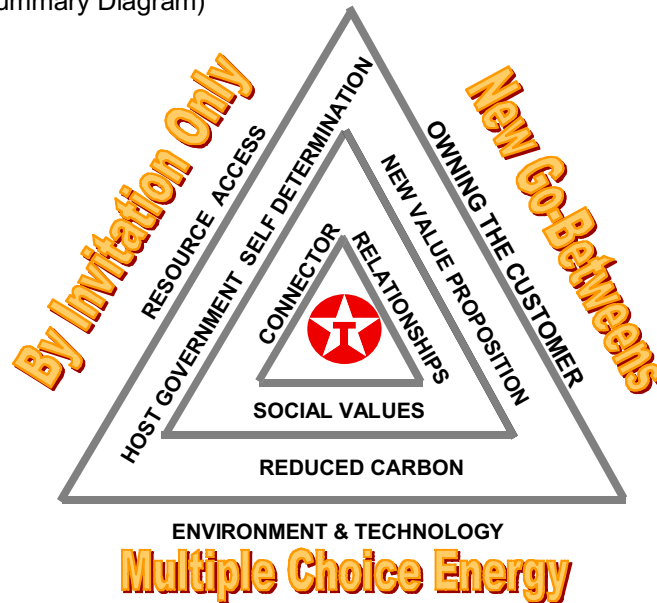 ummary Diagram)
By Invitation Only
RESOURCE ACCESS
HOST GOVERNMENT SELF DETERMINATION
CONNECTOR
New Go-Betweens
OWNING THE CUSTOMER
NEW VALUE PROPOSITION
RELATIONSHIPS
T
SOCIAL VALUES
REDUCED CARBON
ENVIRONMENT & TECHNOLOGY
Multiple Choice Energy